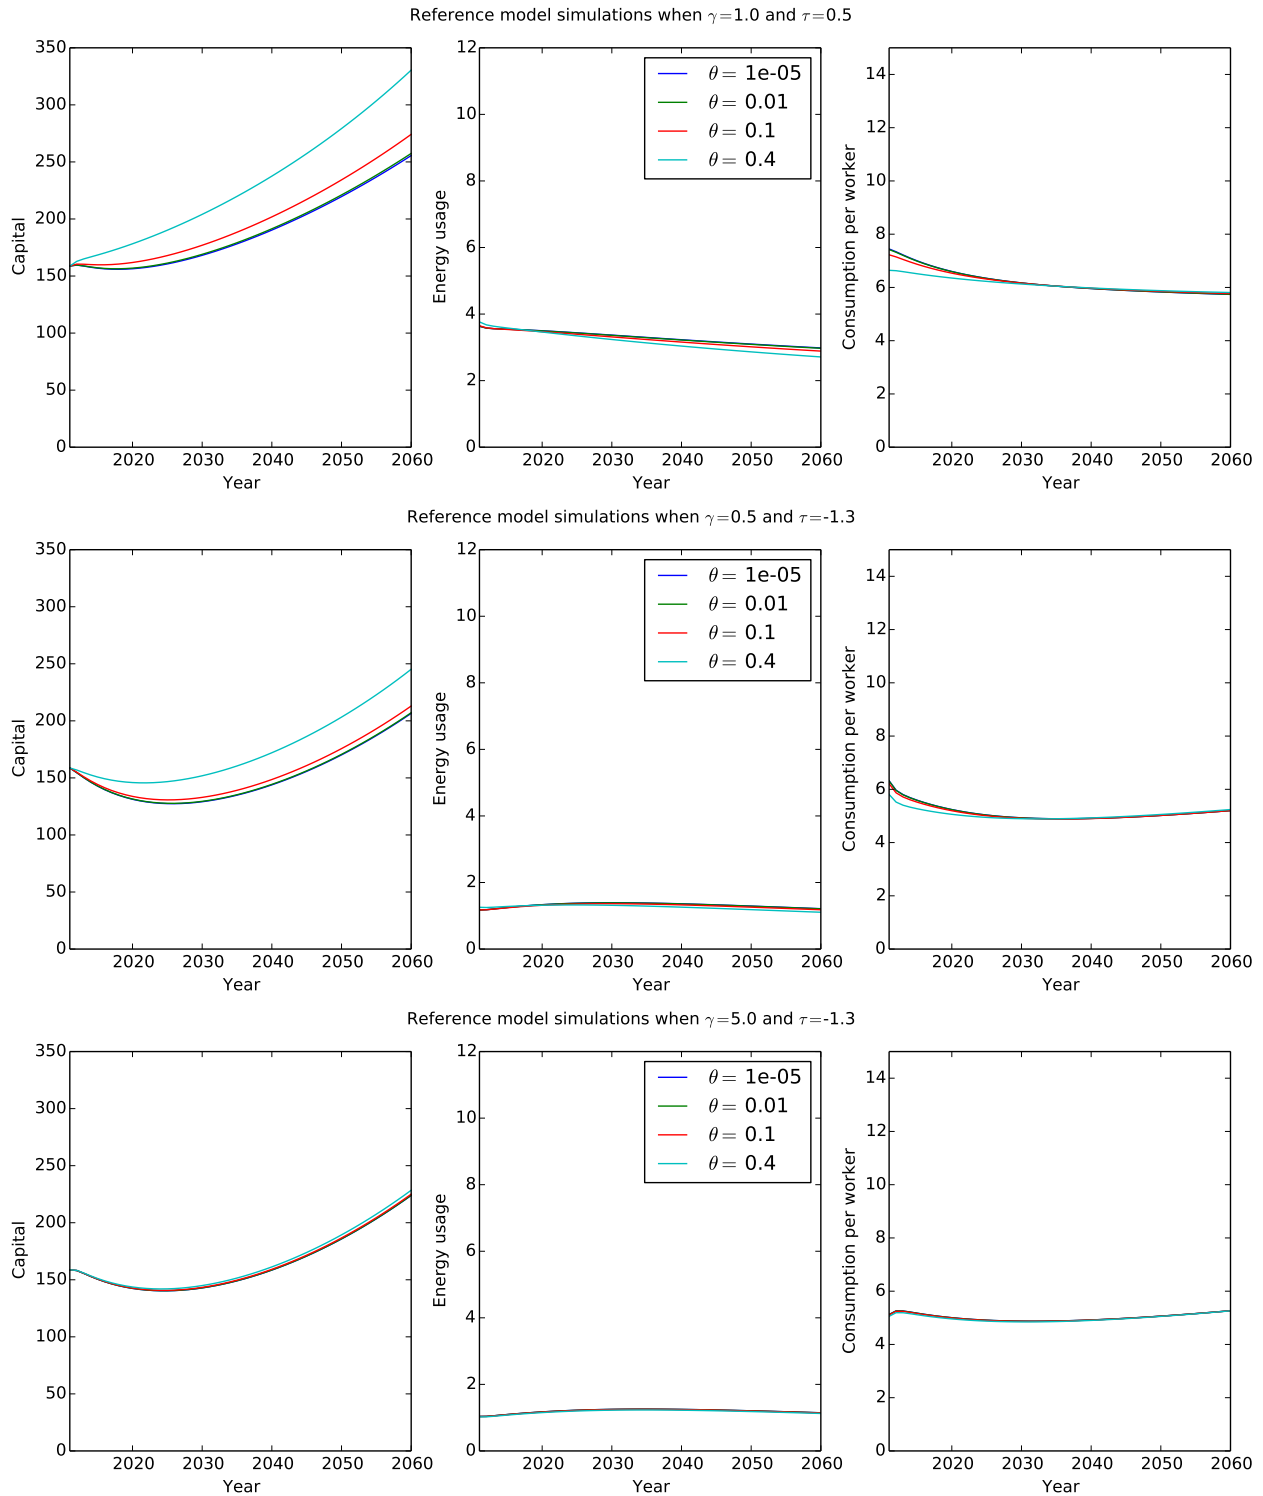 Reference model simulations when γ=1.0 and τ=0.5
350
300
250
200
150
100
50
0
Capital
2020 2030 2040 2050 2060
Year
12
10
8
6
4
2
0
Energy usage
θ = 1e-05
θ = 0.01
θ = 0.1
θ = 0.4
2020 2030 2040 2050 2060
Year
14
12
10
8
6
4
2
0
Consumption per worker
2020 2030 2040 2050 2060
Year
Reference model simulations when γ=0.5 and τ=-1.3
350
300
250
200
150
100
50
0
Capital
2020 2030 2040 2050 2060
Year
12
10
8
6
4
2
0
Energy usage
θ = 1e-05
θ = 0.01
θ = 0.1
θ = 0.4
2020 2030 2040 2050 2060
Year
14
12
10
8
6
4
2
0
Consumption per worker
2020 2030 2040 2050 2060
Year
Reference model simulations when γ=5.0 and τ=-1.3
350
300
250
200
150
100
50
0
Capital
2020 2030 2040 2050 2060
Year
12
10
8
6
4
2
0
Energy usage
θ = 1e-05
θ = 0.01
θ = 0.1
θ = 0.4
2020 2030 2040 2050 2060
Year
14
12
10
8
6
4
2
0
Consumption per worker
2020 2030 2040 2050 2060
Year